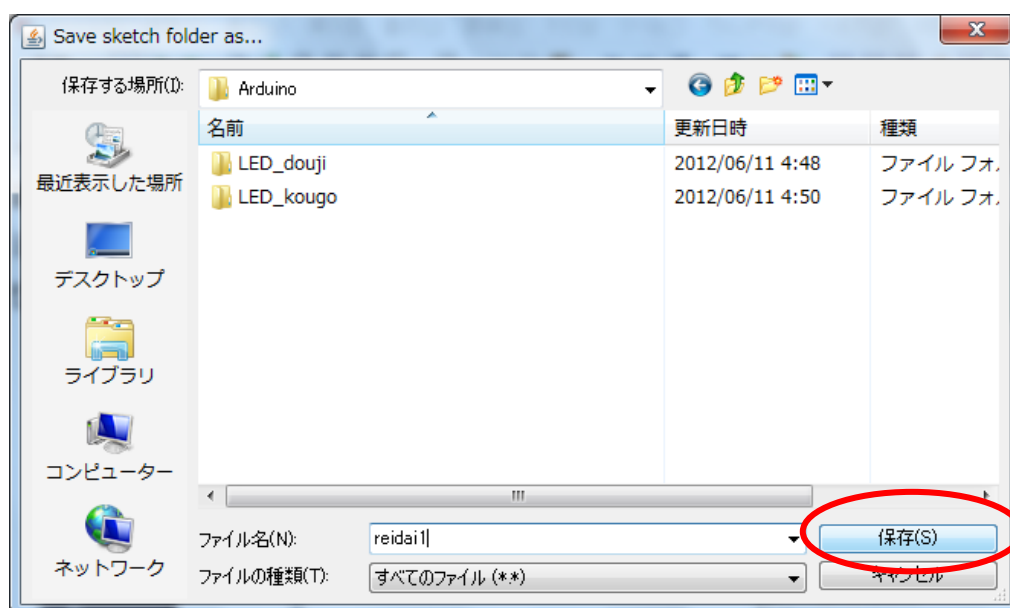 Save sketch folder as...
保存する場所(I):
Arduino
名前
更新日時
種類
LED_douji
2012/06/11 4:48
ファイル フォ
LED_kougo
2012/06/11 4:50
ファイル フォ
最近表示した場所
デスクトップ
ライブラリ
コンピューター
ネットワーク
ファイル名(N):
reidai1
保存(S)
ファイルの種類(T):
すべてのファイル (*.*)
キャンセル